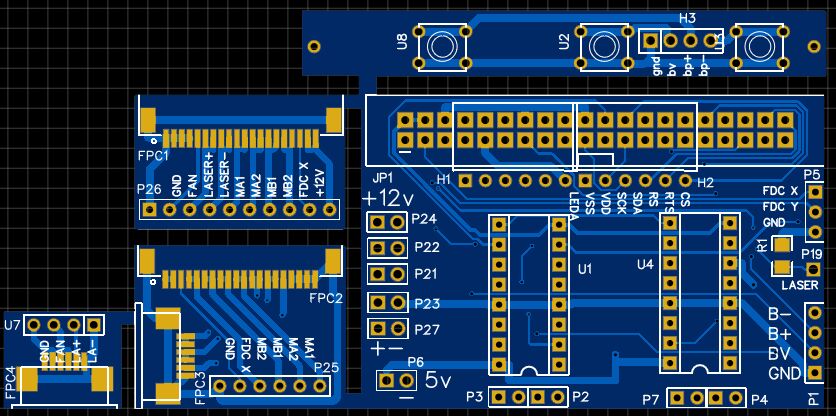 U8
U2
H3
gnd
bv
bp+
bp-
FPC1
P26
GND
FAN
LASER+
LASER-
MA1
MA2
MB1
MB2
FDC X
+12V
JP1
H1
H2
LEDA
VSS
VDD
SCK
SDA
RS
RTS
CS
P5
FDC X
FDC Y
GND
+12v
P24
P22
P21
P23
P27
+-
U1
U4
R1
P19
LASER
FPC2
GND
FDC X
MB2
MB1
MA2
MA1
P25
FPC3
U7
GND
FAN
LA+
LA-
FPC4
P6
5v
-
B-
B+
BV
GND
P1
P3
P2
P7
P4